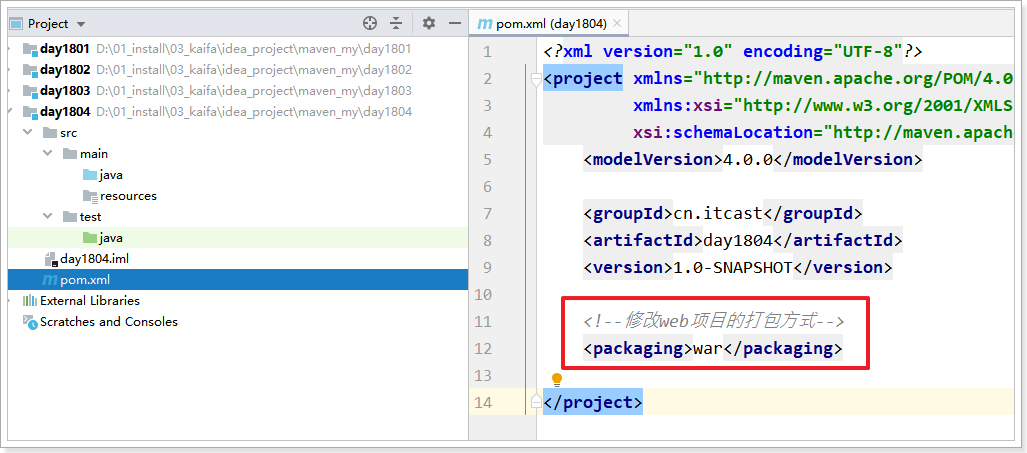 Project
pom.xml (day1804)
day1801 D:\01_install\03_kaifa\idea_project\maven_my\day1801
day1802 D:\01_install\03_kaifa\idea_project\maven_my\day1802
day1803 D:\01_install\03_kaifa\idea_project\maven_my\day1803
day1804 D:\01_install\03_kaifa\idea_project\maven_my\day1804
src
main
java
resources
test
java
day1804.iml
pom.xml
External Libraries
Scratches and Consoles
1 <?xml version="1.0" encoding="UTF-8"?>
2 <project xmlns="http://maven.apache.org/POM/4.0
3 xmlns:xsi="http://www.w3.org/2001/XMLS
4 xsi:schemaLocation="http://maven.apach
5 <modelVersion>4.0.0</modelVersion>
6
7 <groupId>cn.itcast</groupId>
8 <artifactId>day1804</artifactId>
9 <version>1.0-SNAPSHOT</version>
10
11 <!--修改web项目的打包方式-->
12 <packaging>war</packaging>
13
14 </project>